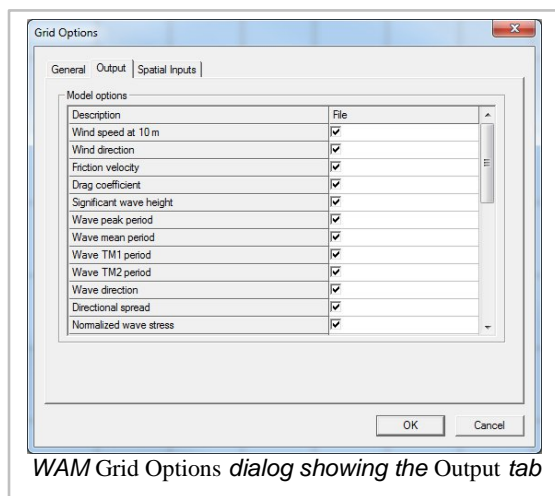 Grid Options
General Output Spatial Inputs
Model options
Description File
Wind speed at 10 m
Wind direction
Friction velocity
Drag coefficient
Significant wave height
Wave peak period
Wave mean period
Wave TM1 period
Wave TM2 period
Wave direction
Directional spread
Normalized wave stress
OK Cancel
WAM Grid Options dialog showing the Output tab